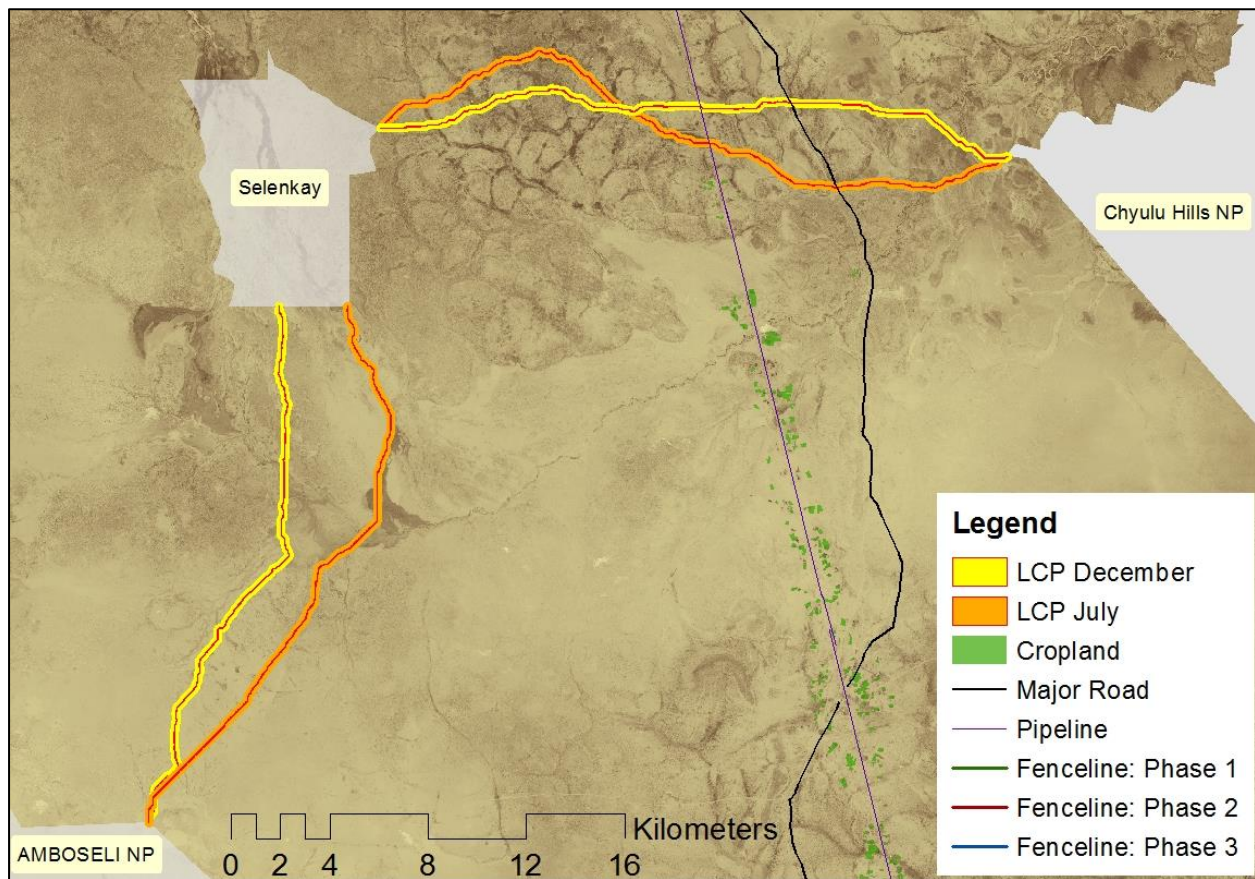 Selenkay
Chyulu Hills NP
AMBOSELI NP
Kilometers
0 2 4 8 12 16
Legend
LCP December
LCP July
Cropland
Major Road
Pipeline
Fenceline: Phase 1
Fenceline: Phase 2
Fenceline: Phase 3